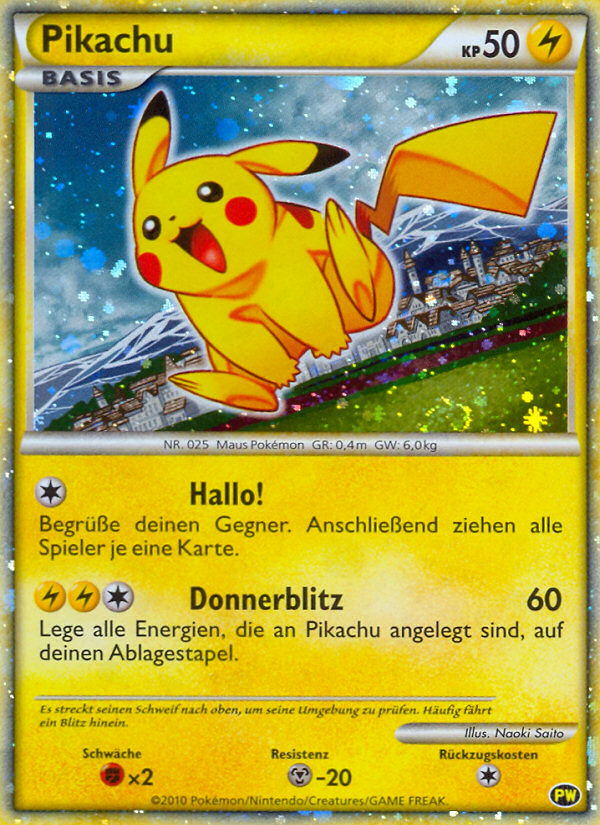 Pikachu
KP 50
BASIS
NR. 025 Maus Pokémon GR: 0,4m GW: 6,0kg
Hallo!
Begrüße deinen Gegner. Anschließend ziehen alle
Spieler je eine Karte.
Donnerblitz 60
Lege alle Energien, die an Pikachu angelegt sind, auf
deinen Ablagestapel.
Es streckt seinen Schweif nach oben, um seine Umgebung zu prüfen. Häufig fährt
ein Blitz hinein.
Illus. Naoki Saito
Schwäche Resistenz Rückzugskosten
×2 -20
©2010 Pokémon/Nintendo/Creatures/GAME FREAK.
PW